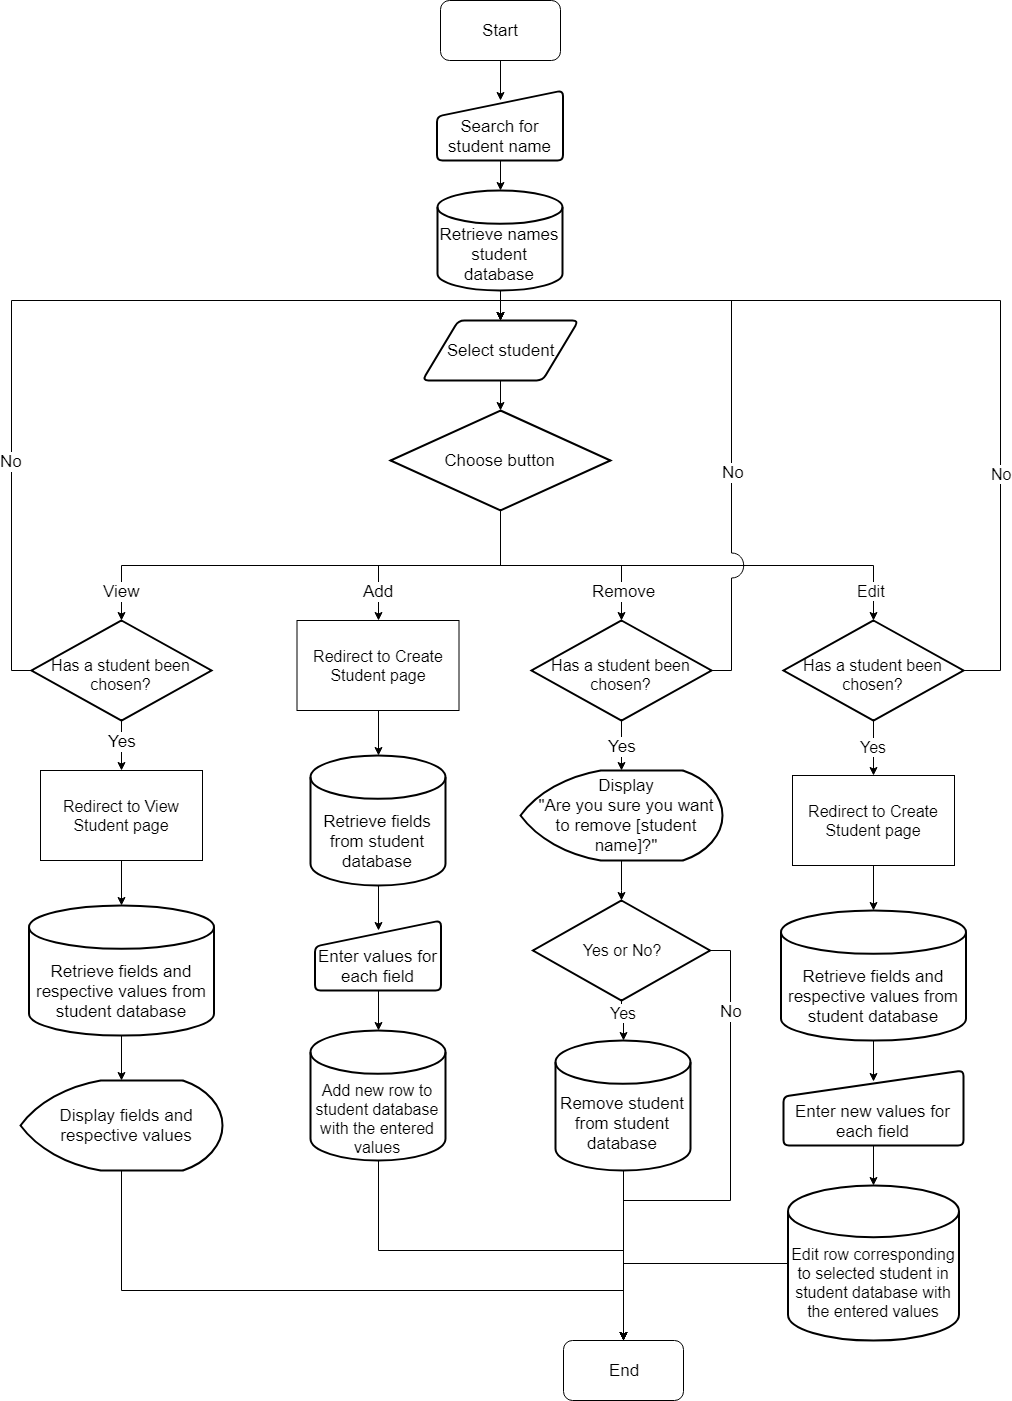 Start
Search for
student name
Retrieve names
student
database
Select student
Choose button
No
No
No
View
Add
Remove
Edit
Has a student been
chosen?
Redirect to Create
Student page
Has a student been
chosen?
Has a student been
chosen?
Yes
Yes
Yes
Redirect to View
Student page
Retrieve fields
from student
database
Display
"Are you sure you want
to remove [student
name]?"
Redirect to Create
Student page
Retrieve fields and
respective values from
student database
Enter values for
each field
Yes or No?
Yes
No
Retrieve fields and
respective values from
student database
Display fields and
respective values
Add new row to
student database
with the entered
values
Remove student
from student
database
Enter new values for
each field
Edit row corresponding
to selected student in
student database with
the entered values
End